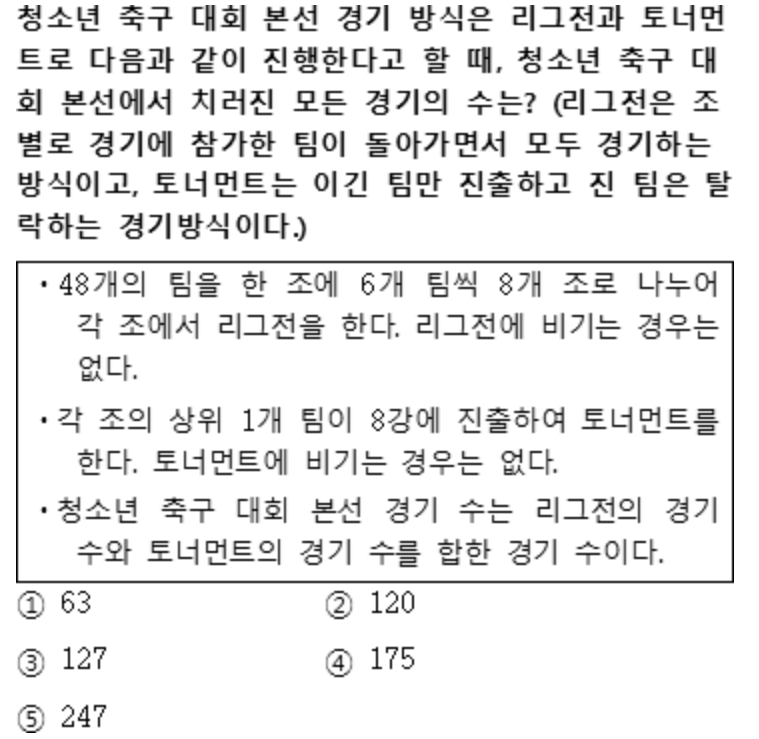 청소년 축구 대회 본선 경기 방식은 리그전과 토너먼
트로 다음과 같이 진행한다고 할 때, 청소년 축구 대
회 본선에서 치러진 모든 경기의 수는? (리그전은 조
별로 경기에 참가한 팀이 돌아가면서 모두 경기하는
방식이고, 토너먼트는 이긴 팀만 진출하고 진 팀은 탈
락하는 경기방식이다.)
・48개의 팀을 한 조에 6개 팀씩 8개 조로 나누어
각 조에서 리그전을 한다. 리그전에 비기는 경우는
없다.
・각 조의 상위 1개 팀이 8강에 진출하여 토너먼트를
한다. 토너먼트에 비기는 경우는 없다.
・청소년 축구 대회 본선 경기 수는 리그전의 경기
수와 토너먼트의 경기 수를 합한 경기 수이다.
① 63 ② 120
③ 127 ④ 175
⑤ 247